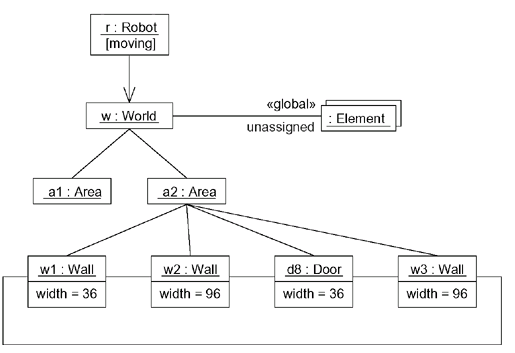 r : Robot
[moving]
«global»
w : World
: Element
unassigned
a1 : Area
a2 : Area
w1 : Wall
w2 : Wall
d8 : Door
w3 : Wall
width = 36
width = 96
width = 36
width = 96